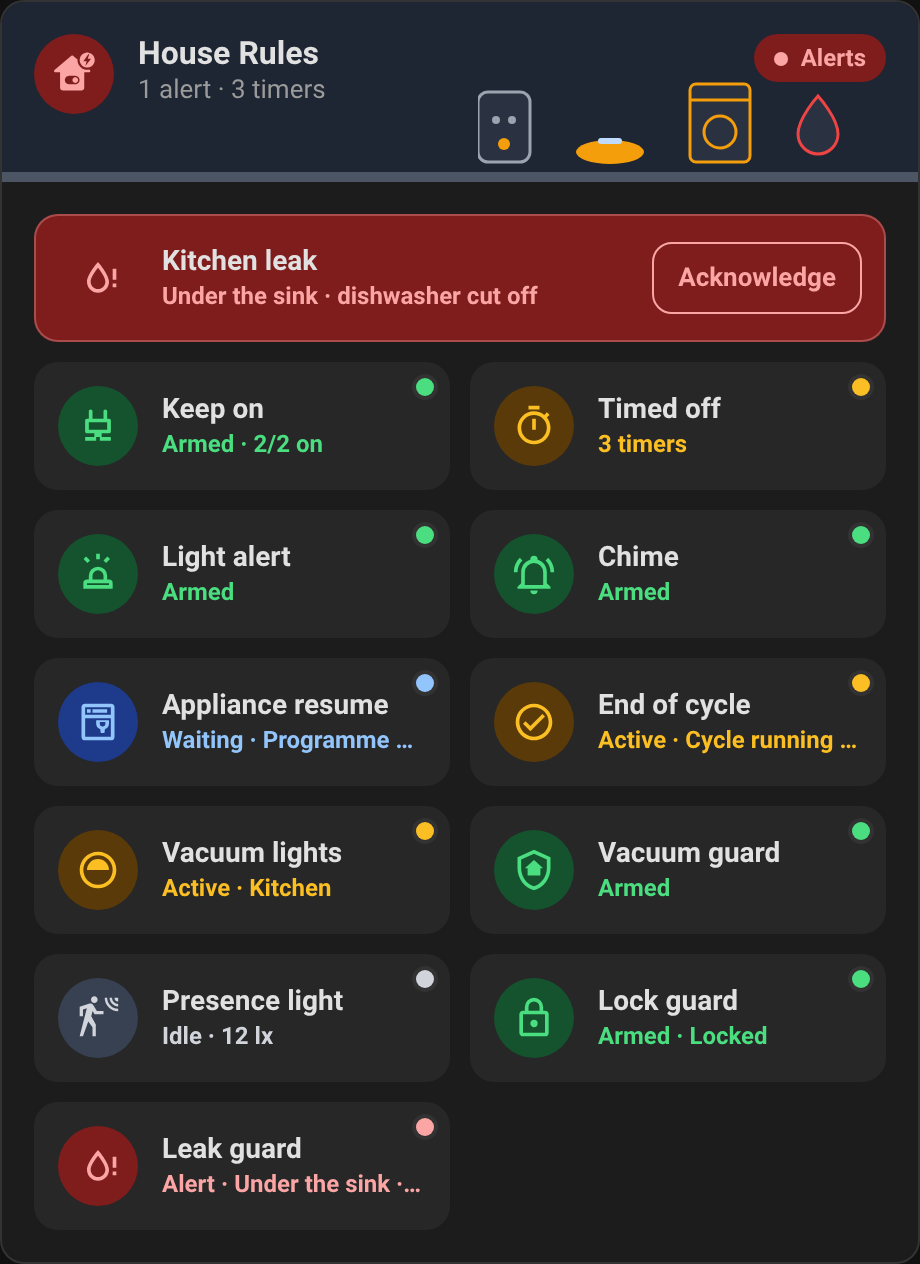 House Rules
1 alert · 3 timers
Alerts
Kitchen leak
Under the sink · dishwasher cut off
Acknowledge
Keep on
Armed · 2/2 on
Timed off
3 timers
Light alert
Armed
Chime
Armed
Appliance resume
Waiting · Programme ...
End of cycle
Active · Cycle running ...
Vacuum lights
Active · Kitchen
Vacuum guard
Armed
Presence light
Idle · 12 lx
Lock guard
Armed · Locked
Leak guard
Alert · Under the sink ·...